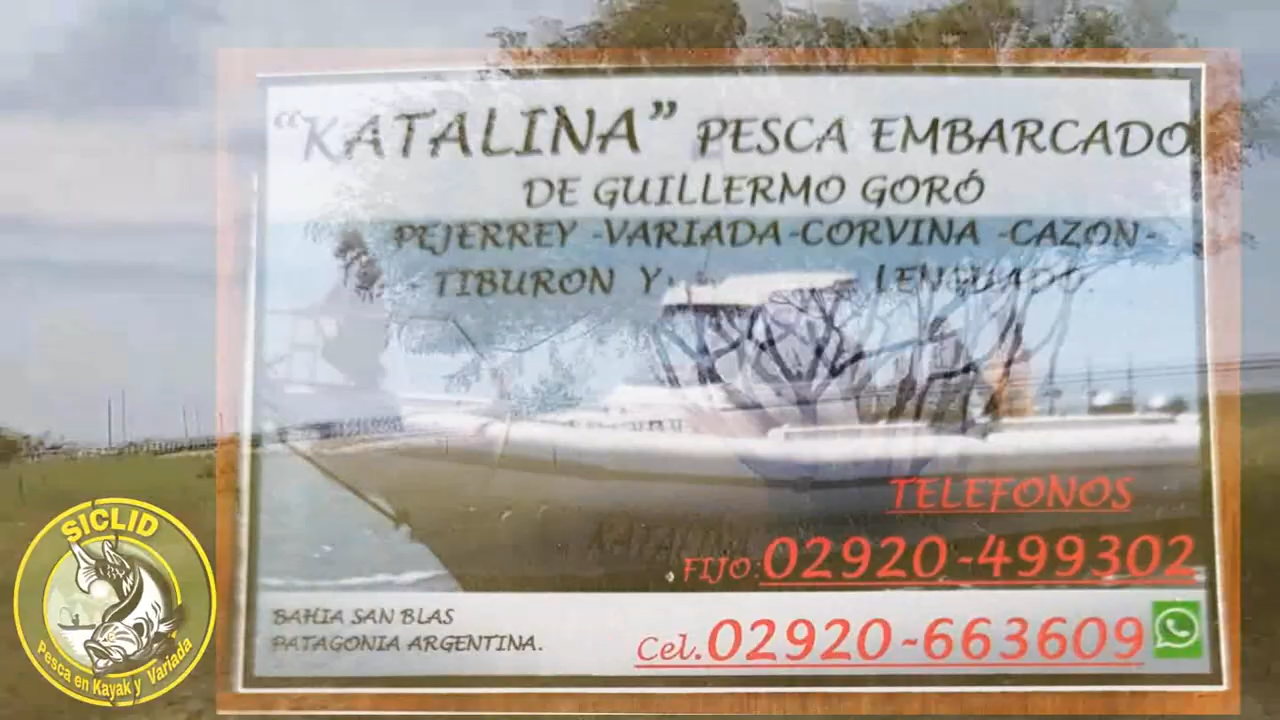 "KATALINA" PESCA EMBARCADO
DE GUILLERMO GORÓ
PEJERREY -VARIADA-CORVINA -CAZON-
- TIBURON Y LENGUADO.
TELEFONOS
FIJO:02920-499302
Cel.02920-663609
BAHIA SAN BLAS
PATAGONIA ARGENTINA.
SICLID
Pesca en Kayak y Variada